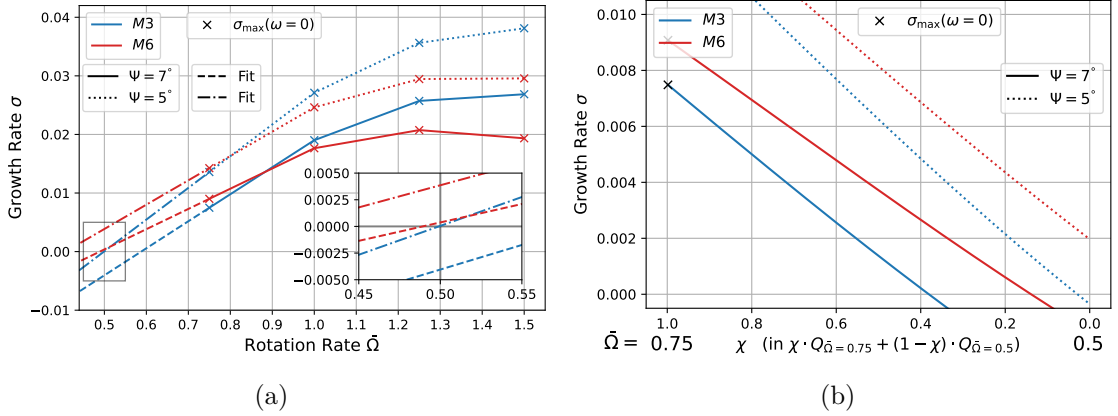 M3
M6
× σmax(ω = 0)
Ψ = 7°
Ψ = 5°
Fit
Fit
Growth Rate σ
0.04
0.03
0.02
0.01
0.00
−0.01
0.5 0.6 0.7 0.8 0.9 1.0 1.1 1.2 1.3 1.4 1.5
Rotation Rate Ω̄
0.0050
0.0025
0.0000
−0.0025
−0.0050
0.45 0.50 0.55
(a)
M3
M6
× σmax(ω = 0)
Ψ = 7°
Ψ = 5°
Growth Rate σ
0.010
0.008
0.006
0.004
0.002
0.000
1.0 0.8 0.6 0.4 0.2 0.0
Ω̄ = 0.75 χ (in χ · QΩ̄=0.75 + (1−χ) · QΩ̄=0.5) 0.5
(b)